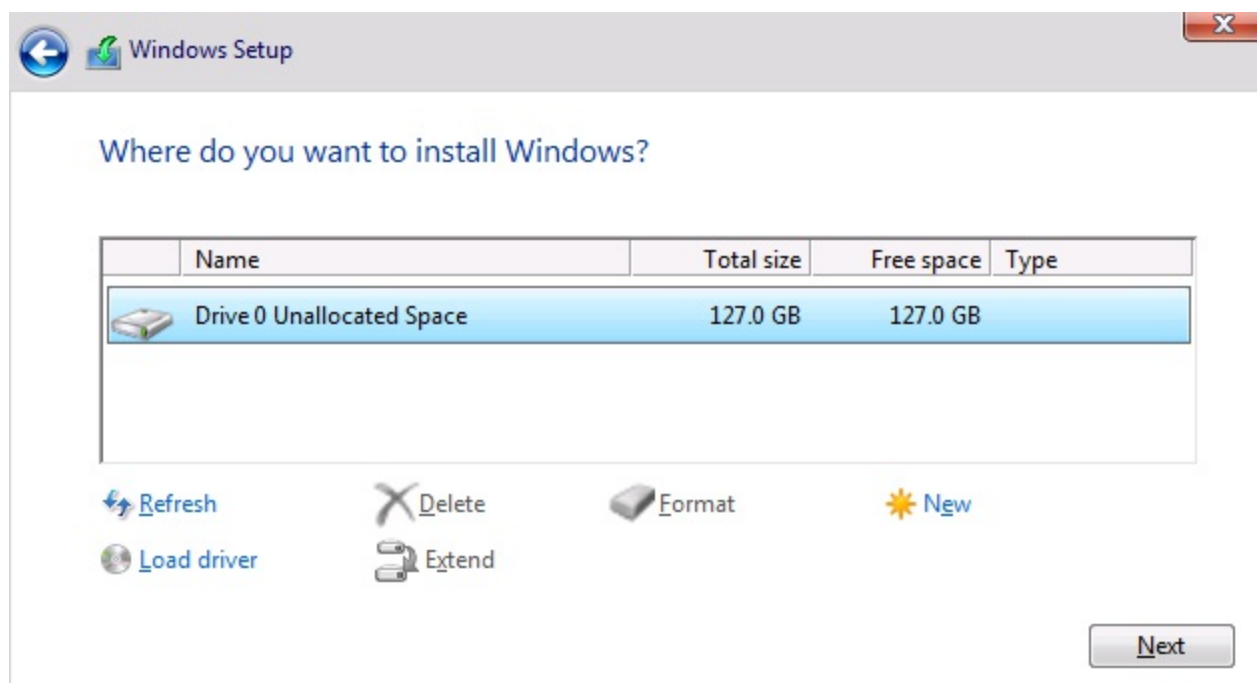 Windows Setup
X
Where do you want to install Windows?
Name Total size Free space Type
Drive 0 Unallocated Space 127.0 GB 127.0 GB
Refresh Delete Format New
Load driver Extend
Next